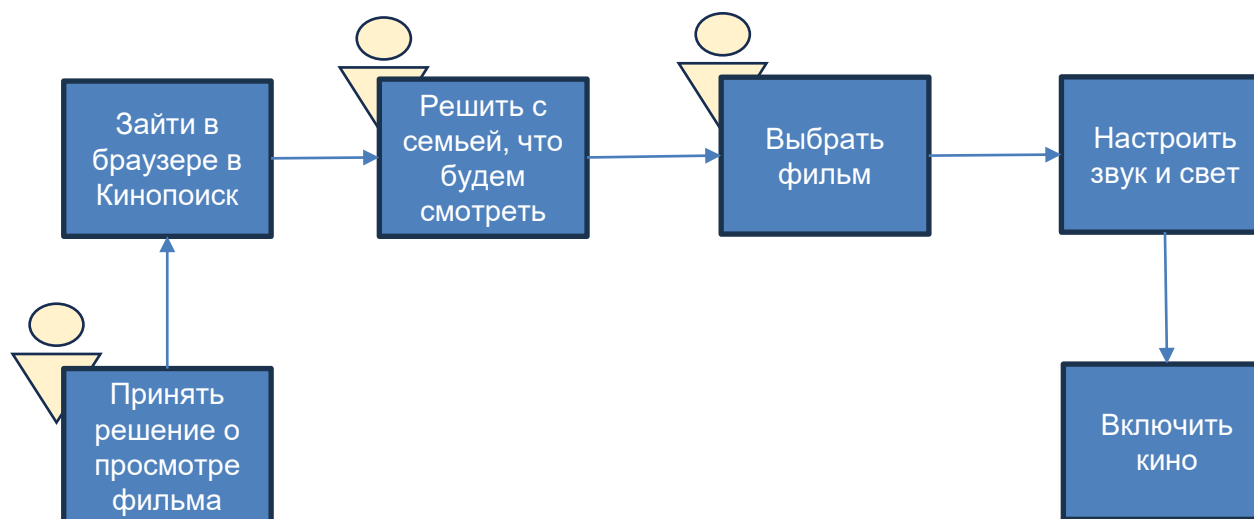 Зайти в
браузере в
Кинопоиск
Решить с
семьей, что
будем
смотреть
Выбрать
фильм
Настроить
звук и свет
Принять
решение о
просмотре
фильма
Включить
кино